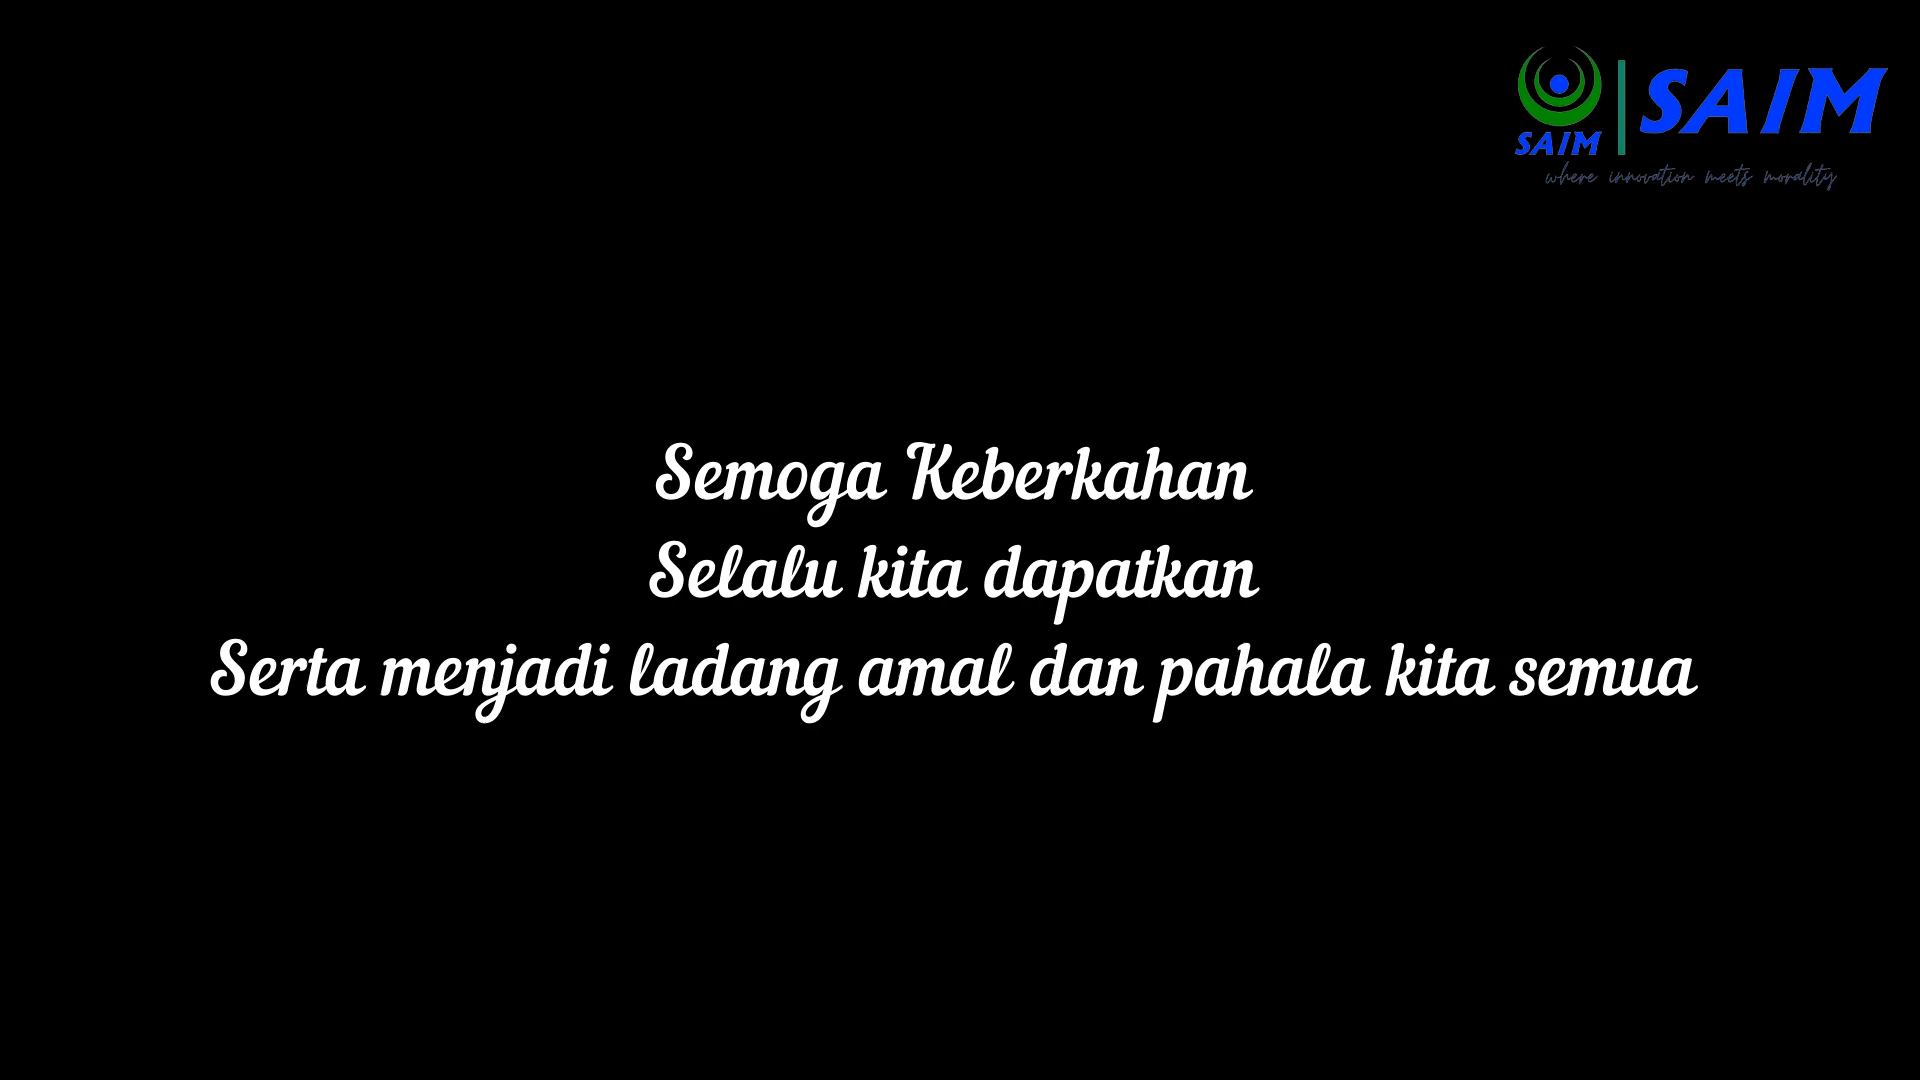 SAIM
SAIM
where innovation meets morality
Semoga Keberkahan
Selalu kita dapatkan
Serta menjadi ladang amal dan pahala kita semua